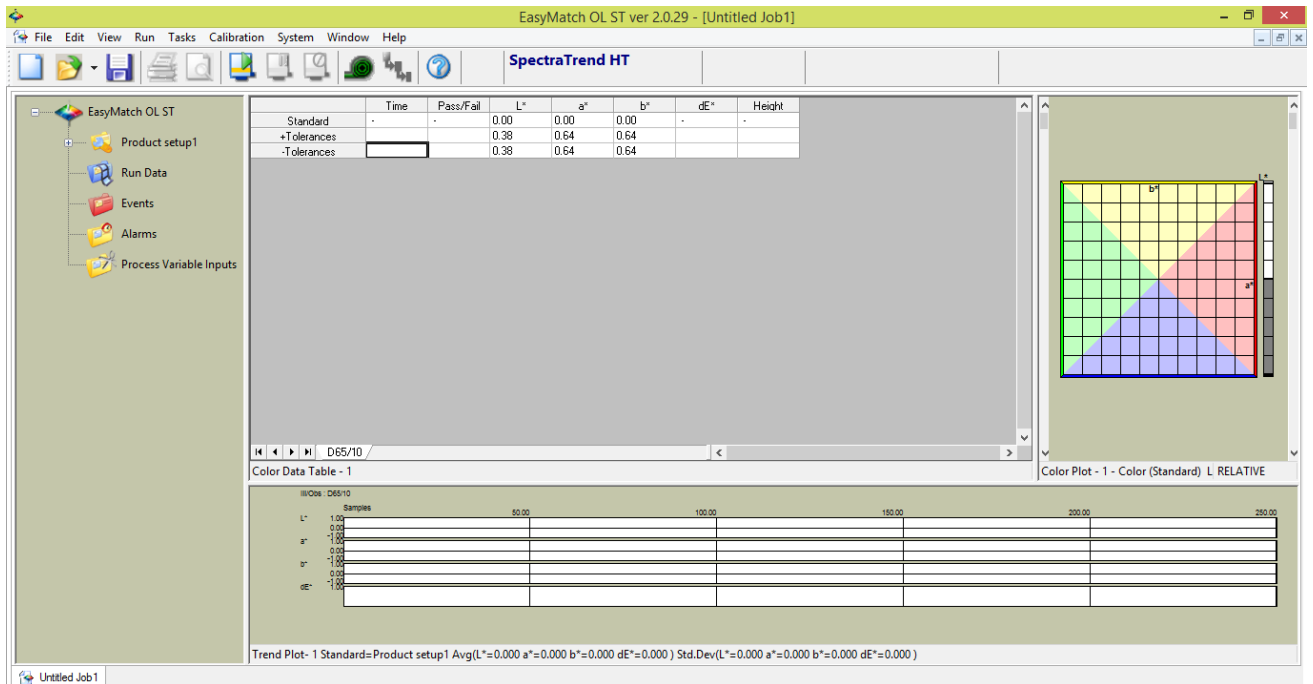 EasyMatch OL ST ver 2.0.29 - [Untitled Job1]
File Edit View Run Tasks Calibration System Window Help
SpectraTrend HT
EasyMatch OL ST
Product setup1
Run Data
Events
Alarms
Process Variable Inputs
Time Pass/Fail L* a* b* dE* Height
Standard - - 0.00 0.00 0.00 - -
+Tolerances 0.38 0.64 0.64
-Tolerances 0.38 0.64 0.64
D65/10
Color Data Table - 1
L*
b*
a*
Color Plot - 1 - Color (Standard) L RELATIVE
Ill/Obs : D65/10
Samples 50.00 100.00 150.00 200.00 250.00
L* 1.00
0.00
-1.00
a* 1.00
0.00
-1.00
b* 1.00
0.00
-1.00
dE* 1.00
Trend Plot- 1 Standard=Product setup1 Avg(L*=0.000 a*=0.000 b*=0.000 dE*=0.000 ) Std.Dev(L*=0.000 a*=0.000 b*=0.000 dE*=0.000 )
Untitled Job1